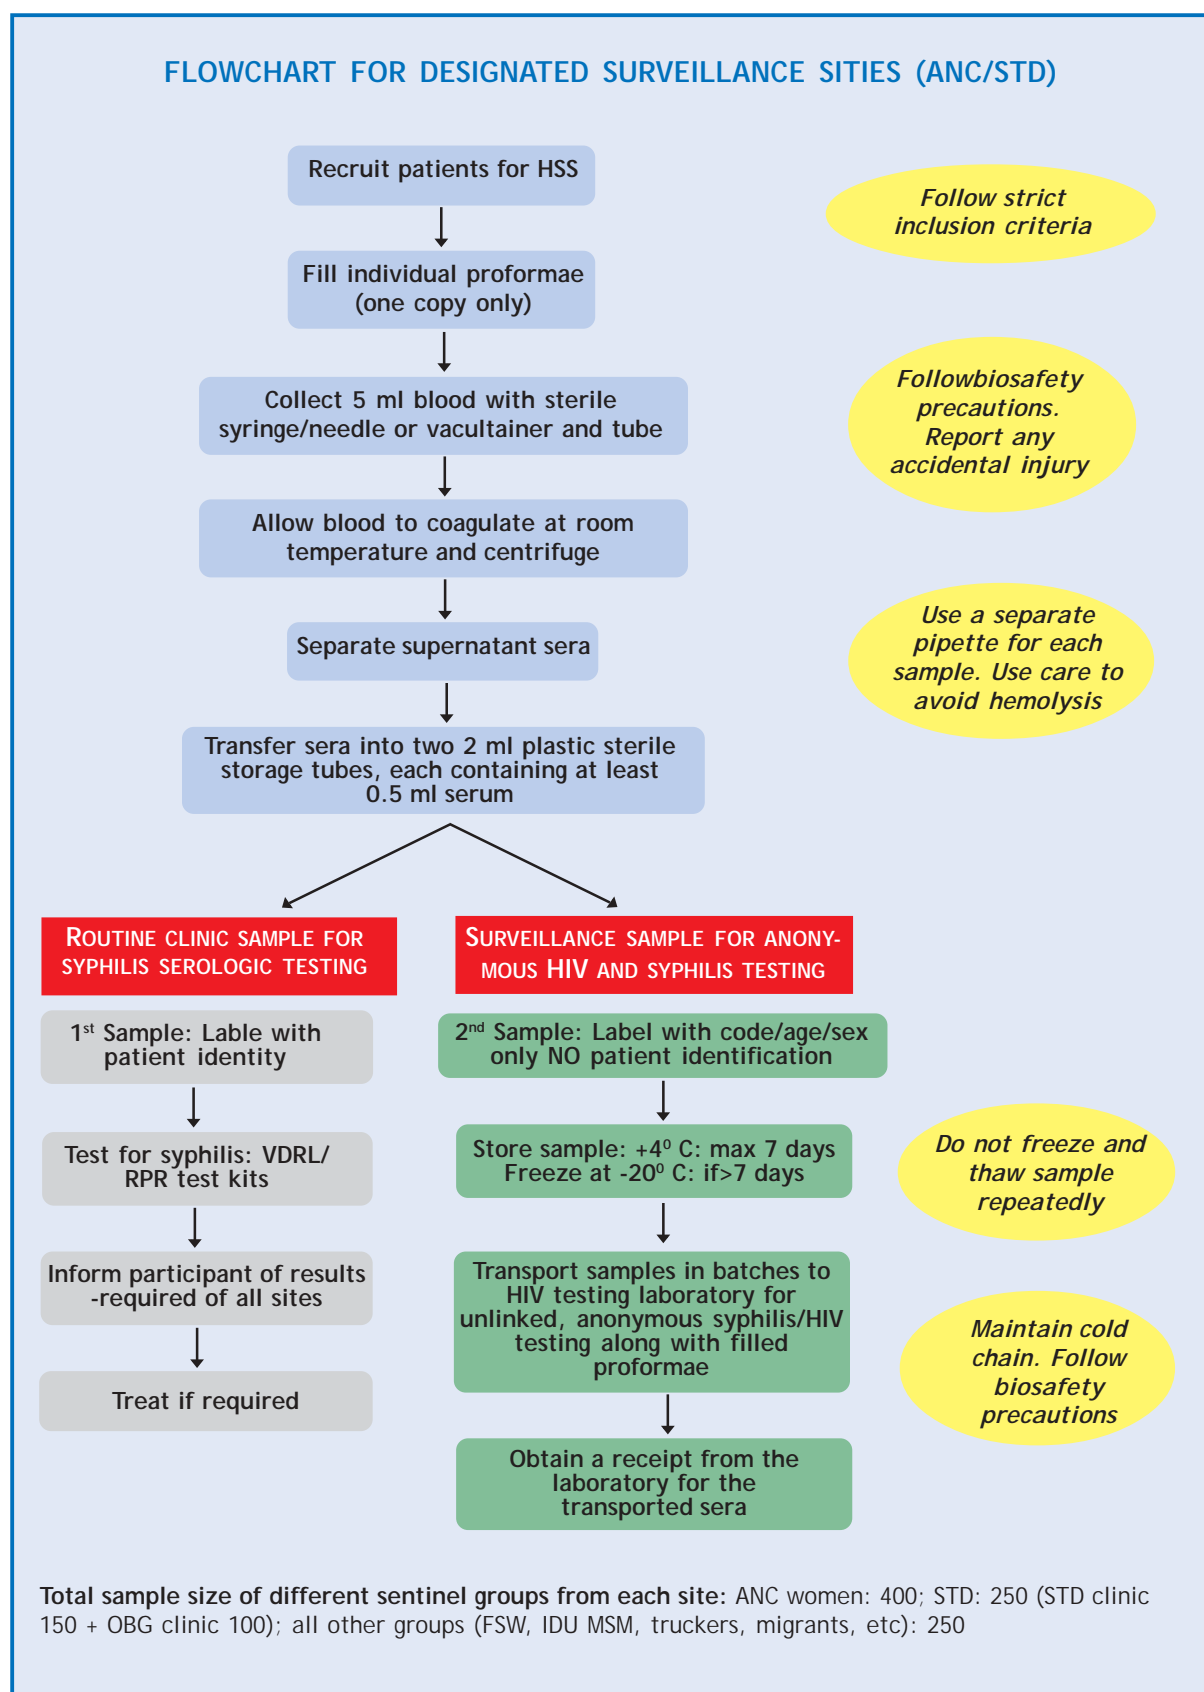 FLOWCHART FOR DESIGNATED SURVEILLANCE SITIES (ANC/STD)
Recruit patients for HSS
Follow strict
inclusion criteria
Fill individual proformae
(one copy only)
Collect 5 ml blood with sterile
syringe/needle or vacultainer and tube
Followbiosafety
precautions.
Report any
accidental injury
Allow blood to coagulate at room
temperature and centrifuge
Separate supernatant sera
Use a separate
pipette for each
sample. Use care to
avoid hemolysis
Transfer sera into two 2 ml plastic sterile
storage tubes, each containing at least
0.5 ml serum
ROUTINE CLINIC SAMPLE FOR
SYPHILIS SEROLOGIC TESTING
1st Sample: Lable with
patient identity
Test for syphilis: VDRL/
RPR test kits
Inform participant of results
-required of all sites
Treat if required
SURVEILLANCE SAMPLE FOR ANONY-
MOUS HIV AND SYPHILIS TESTING
2nd Sample: Label with code/age/sex
only NO patient identification
Store sample: +4⁰ C: max 7 days
Freeze at -20⁰ C: if>7 days
Do not freeze and
thaw sample
repeatedly
Transport samples in batches to
HIV testing laboratory for
unlinked, anonymous syphilis/HIV
testing along with filled
proformae
Maintain cold
chain. Follow
biosafety
precautions
Obtain a receipt from the
laboratory for the
transported sera
Total sample size of different sentinel groups from each site: ANC women: 400; STD: 250 (STD clinic
150 + OBG clinic 100); all other groups (FSW, IDU MSM, truckers, migrants, etc): 250